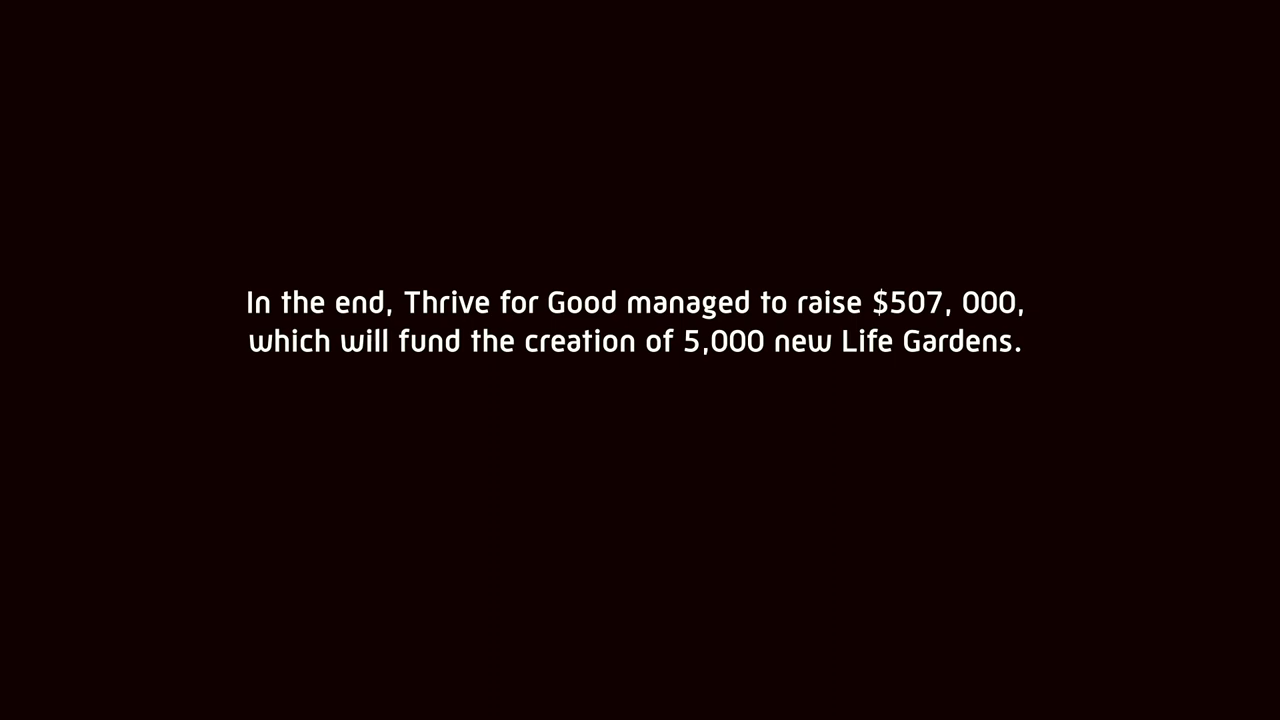 In the end, Thrive for Good managed to raise $507, 000,
which will fund the creation of 5,000 new Life Gardens.